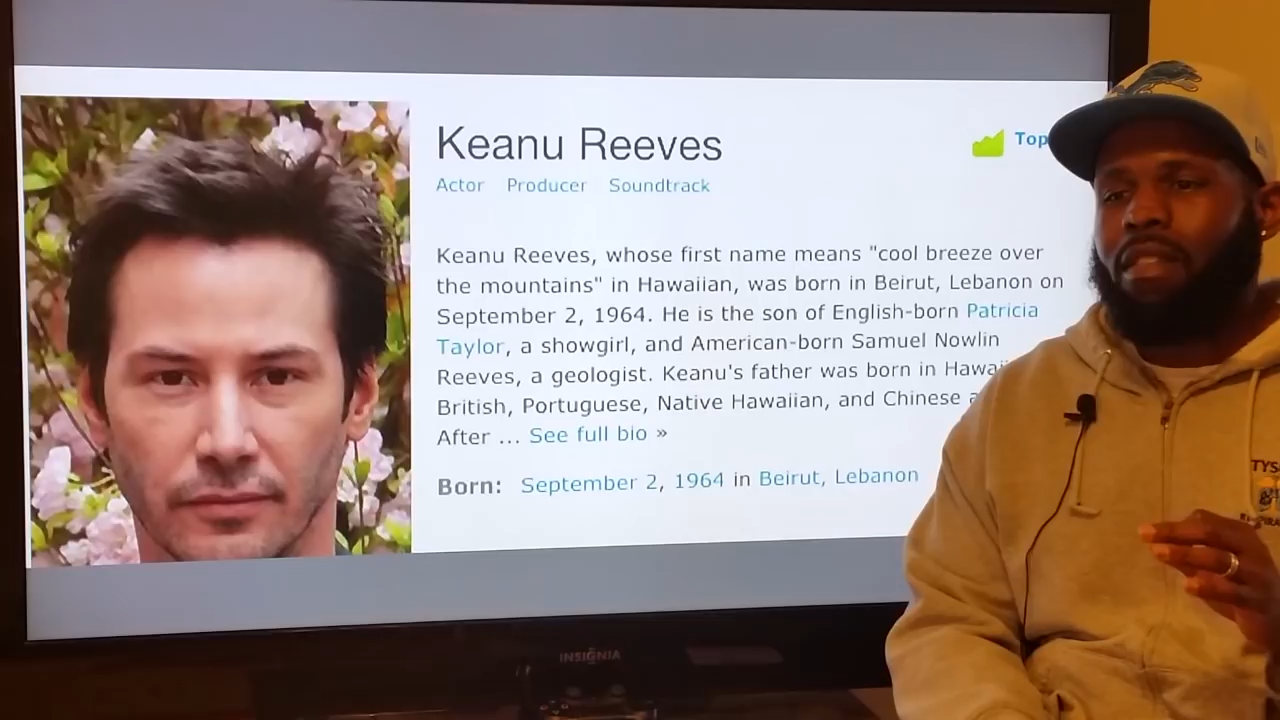 Keanu Reeves
Top
Actor Producer Soundtrack
Keanu Reeves, whose first name means "cool breeze over
the mountains" in Hawaiian, was born in Beirut, Lebanon on
September 2, 1964. He is the son of English-born Patricia
Taylor, a showgirl, and American-born Samuel Nowlin
Reeves, a geologist. Keanu's father was born in Hawai
British, Portuguese, Native Hawaiian, and Chinese a
After ... See full bio »
Born: September 2, 1964 in Beirut, Lebanon
INSIGNIA
TYS